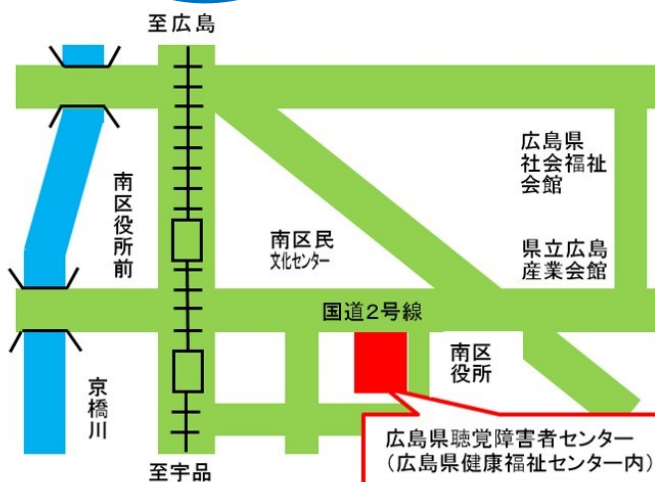 至広島
広島県
社会福祉
会館
南区役所前
南区民
文化センター
県立広島
産業会館
国道2号線
南区
役所
京橋川
広島県聴覚障害者センター
（広島県健康福祉センター内）
至宇品